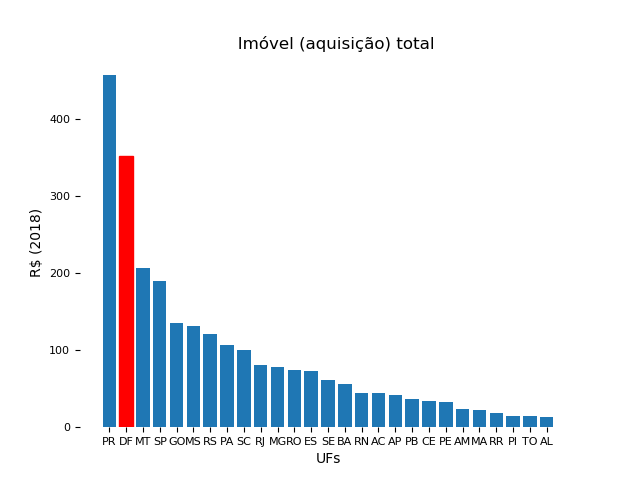 Imóvel (aquisição) total
R$ (2018)
400
300
200
100
0
PR DF MT SP GO MS RS PA SC RJ MG RO ES SE BA RN AC AP PB CE PE AM MA RR PI TO AL
UFs